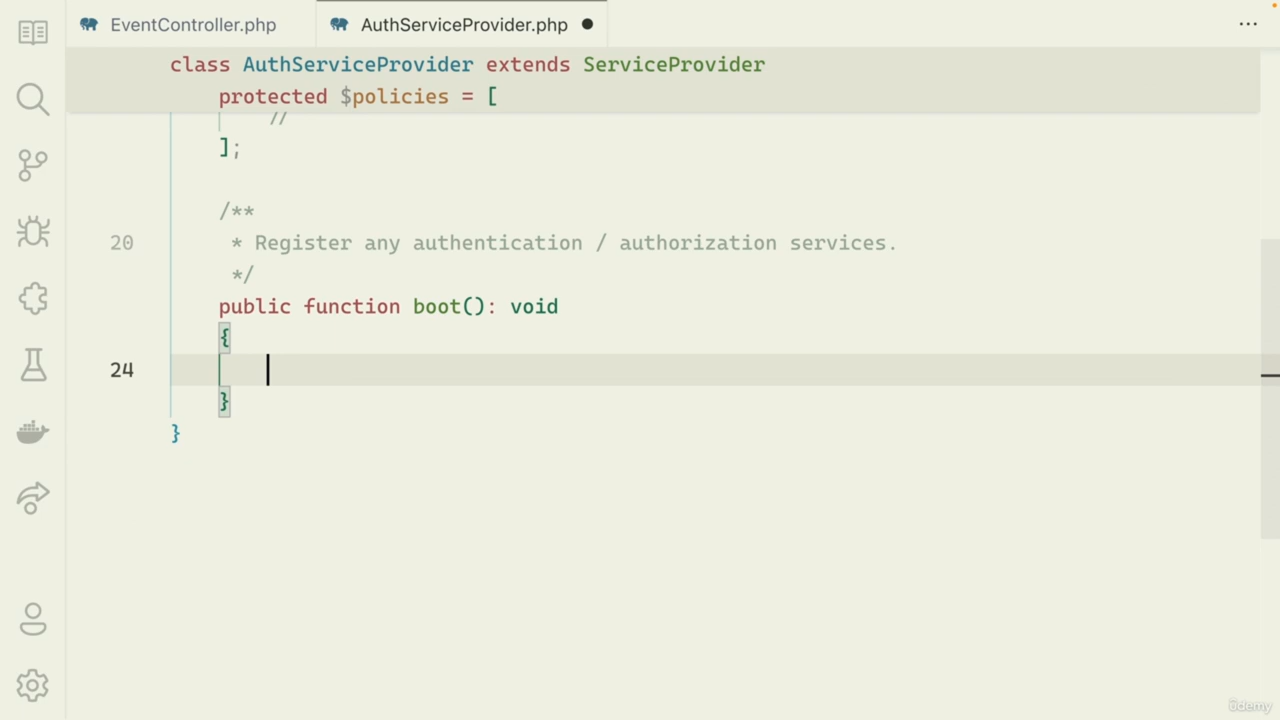 EventController.php
AuthServiceProvider.php
class AuthServiceProvider extends ServiceProvider
protected $policies = [
//
];
/**
20 * Register any authentication / authorization services.
*/
public function boot(): void
{
24
}
}
ûdemy